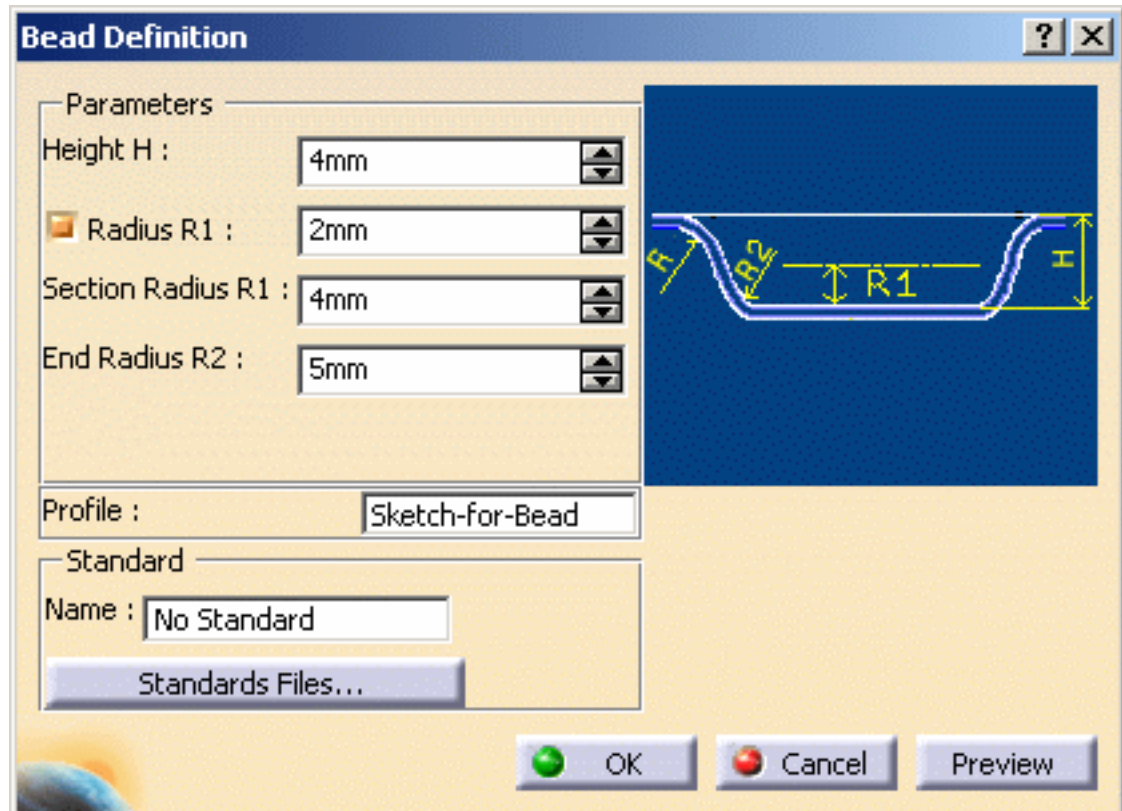 Bead Definition
Parameters
Height H : 4mm
Radius R1 : 2mm
Section Radius R1 : 4mm
End Radius R2 : 5mm
R R2 R1 H
Profile : Sketch-for-Bead
Standard
Name : No Standard
Standards Files...
OK Cancel Preview